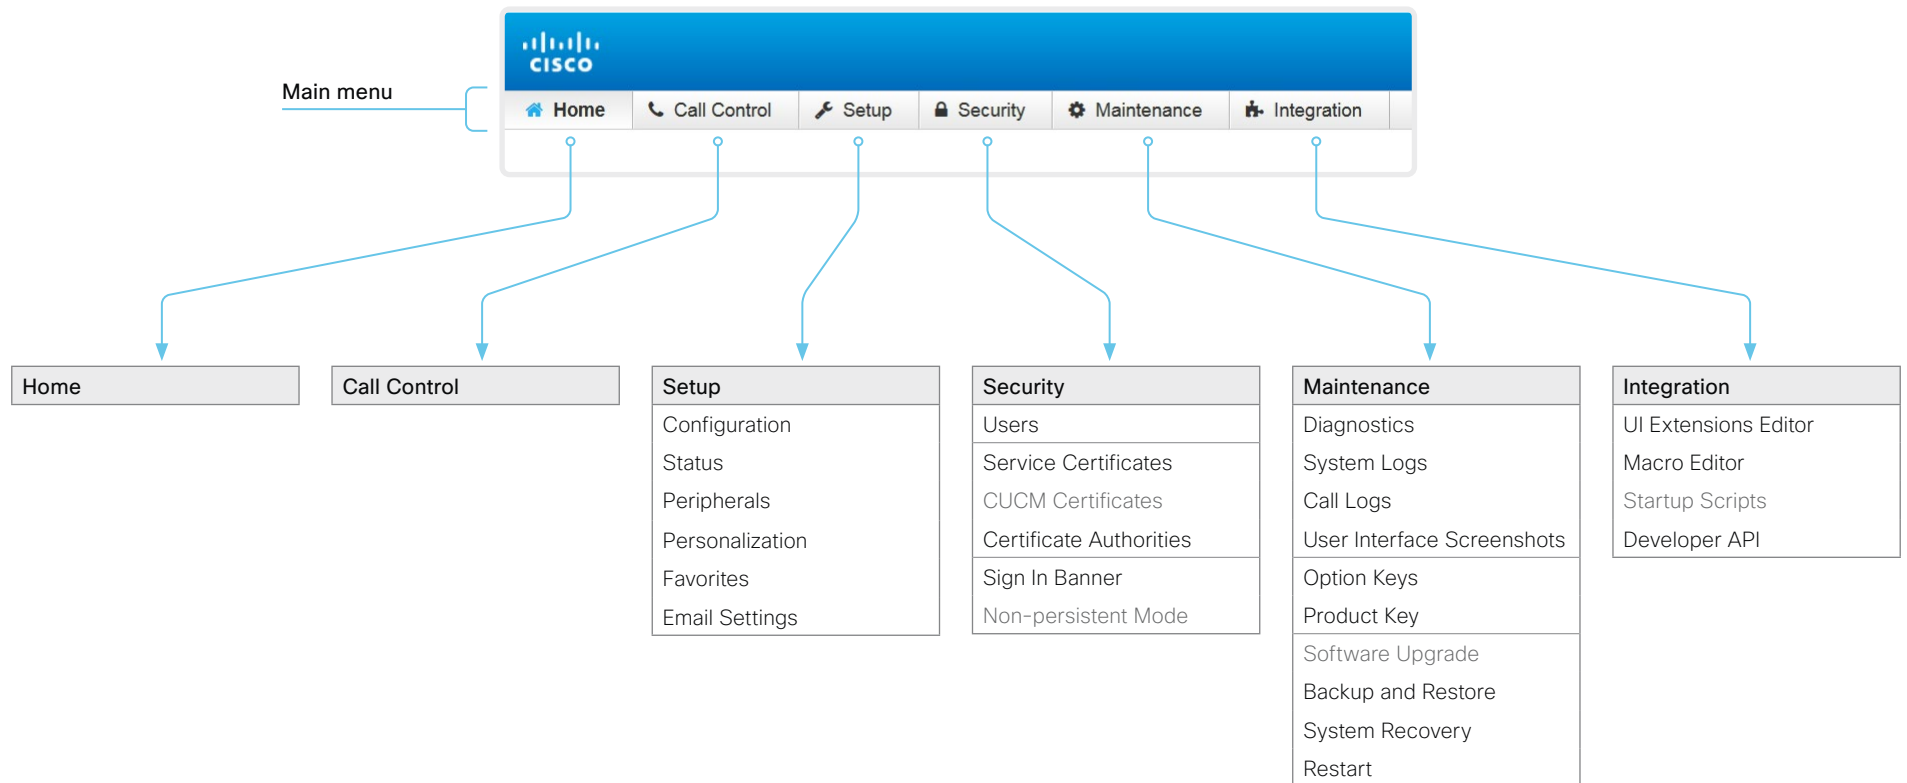 CISCO
Main menu
Home Call Control Setup Security Maintenance Integration
Home
Call Control
Setup
Configuration
Status
Peripherals
Personalization
Favorites
Email Settings
Security
Users
Service Certificates
CUCM Certificates
Certificate Authorities
Sign In Banner
Non-persistent Mode
Maintenance
Diagnostics
System Logs
Call Logs
User Interface Screenshots
Option Keys
Product Key
Software Upgrade
Backup and Restore
System Recovery
Restart
Integration
UI Extensions Editor
Macro Editor
Startup Scripts
Developer API